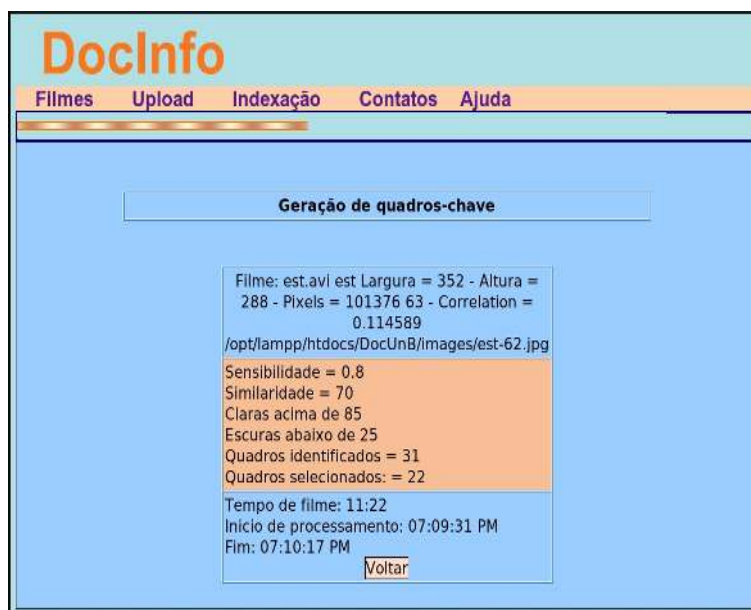 DocInfo
Filmes Upload Indexação Contatos Ajuda
Geração de quadros-chave
Filme: est.avi est Largura = 352 - Altura =
288 - Pixels = 101376 63 - Correlation =
0.114589
/opt/lampp/htdocs/DocUnB/images/est-62.jpg
Sensibilidade = 0.8
Similaridade = 70
Claras acima de 85
Escuras abaixo de 25
Quadros identificados = 31
Quadros selecionados: = 22
Tempo de filme: 11:22
Inicio de processamento: 07:09:31 PM
Fim: 07:10:17 PM
Voltar